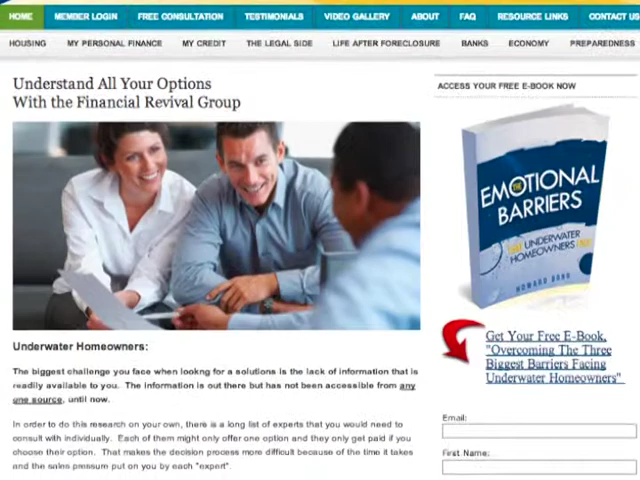 HOME MEMBER LOGIN FREE CONSULTATION TESTIMONIALS VIDEO GALLERY ABOUT FAQ RESOURCE LINKS CONTACT US
HOUSING MY PERSONAL FINANCE MY CREDIT THE LEGAL SIDE LIFE AFTER FORECLOSURE BANKS ECONOMY PREPAREDNESS
Understand All Your Options
With the Financial Revival Group
Underwater Homeowners:
The biggest challenge you face when lookng for a solutions is the lack of information that is
readily available to you. The information is out there but has not been accessible from any
one source, until now.
In order to do this research on your own, there is a long list of experts that you would need to
consult with individually. Each of them might only offer one option and they only get paid if you
choose their option. That makes the decision process more difficult because of the time it takes
and the sales pressure put on you by each "expert".
ACCESS YOUR FREE E-BOOK NOW
THE
EMOTIONAL
BARRIERS
UNDERWATER
HOMEOWNERS
HOWARD
Get Your Free E-Book,
"Overcoming The Three
Biggest Barriers Facing
Underwater Homeowners"
Email:
First Name: